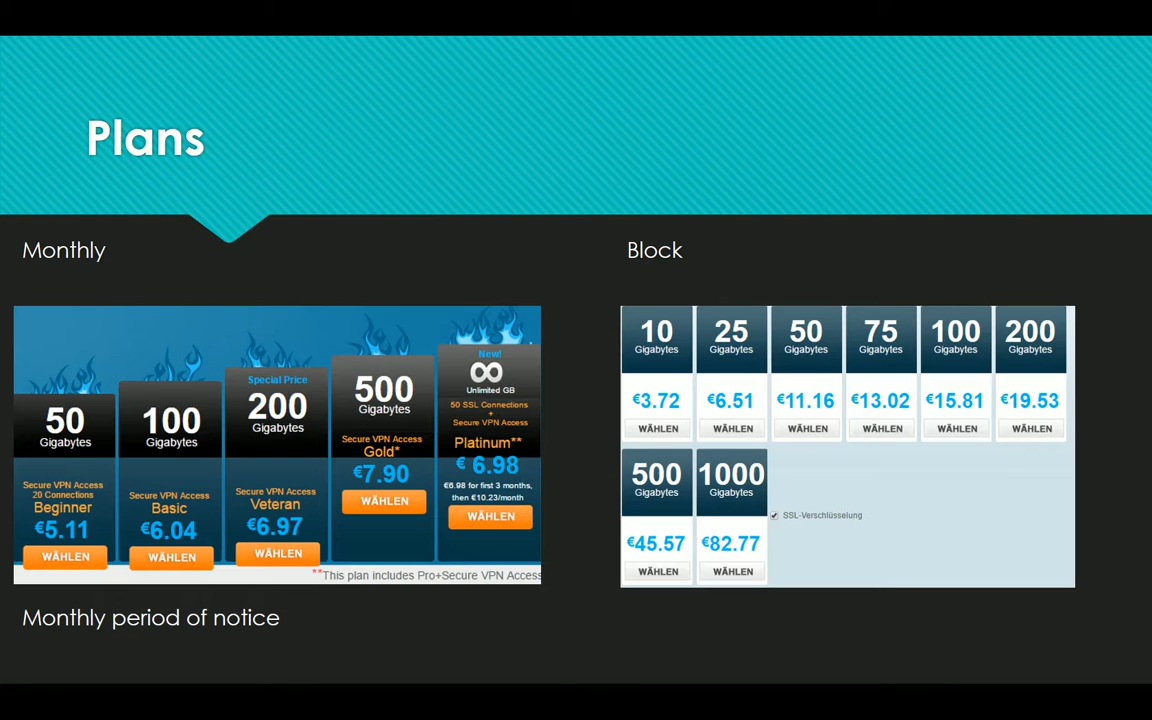 Plans
Monthly
50
Gigabytes
Secure VPN Access
20 Connections
Beginner
€5.11
WÄHLEN
100
Gigabytes
Secure VPN Access
Basic
€6.04
WÄHLEN
Special Price
200
Gigabytes
Secure VPN Access
Veteran
€6.97
WÄHLEN
500
Gigabytes
Secure VPN Access
Gold*
€7.90
WÄHLEN
New!
∞
Unlimited GB
50 SSL Connections
+
Secure VPN Access
Platinum**
€ 6.98
€6.98 for first 3 months,
then €10.23/month
WÄHLEN
**This plan includes Pro+Secure VPN Access
Monthly period of notice
Block
10
Gigabytes
€3.72
WÄHLEN
25
Gigabytes
€6.51
WÄHLEN
50
Gigabytes
€11.16
WÄHLEN
75
Gigabytes
€13.02
WÄHLEN
100
Gigabytes
€15.81
WÄHLEN
200
Gigabytes
€19.53
WÄHLEN
500
Gigabytes
€45.57
WÄHLEN
1000
Gigabytes
€82.77
WÄHLEN
SSL-Verschlüsselung